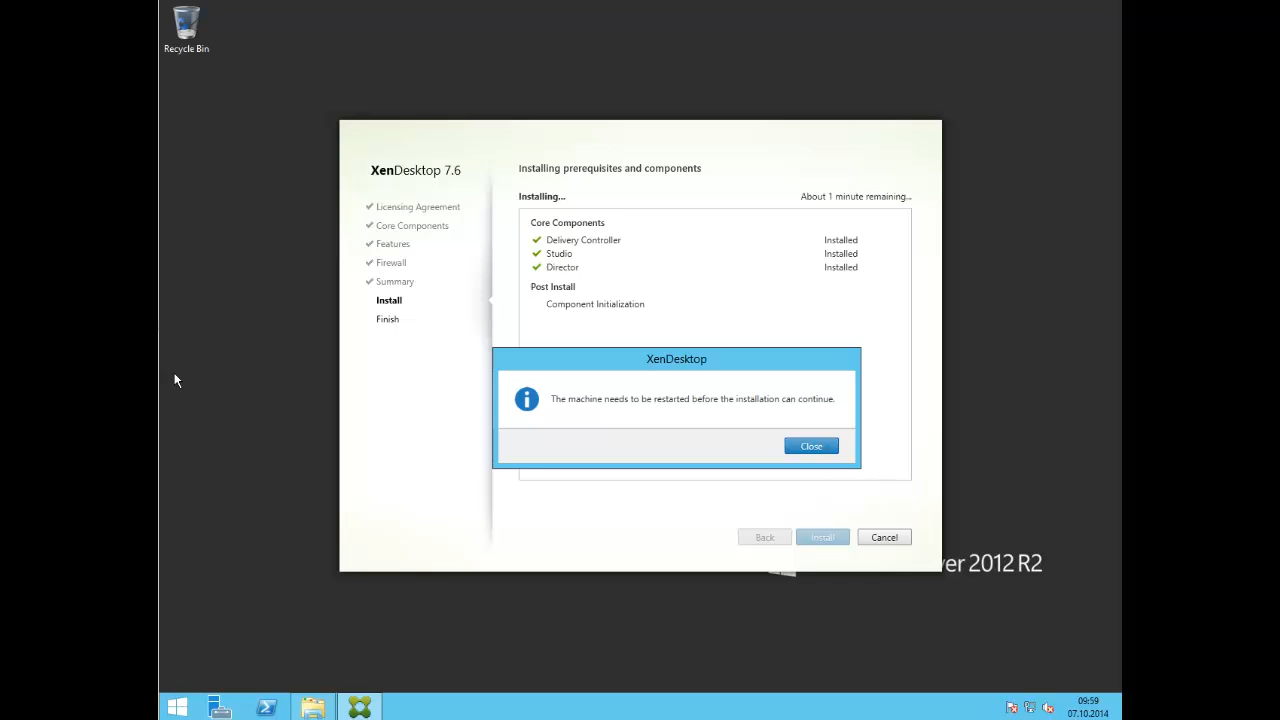 Recycle Bin
XenDesktop 7.6
Licensing Agreement
Core Components
Features
Firewall
Summary
Install
Finish
Installing prerequisites and components
Installing... About 1 minute remaining...
Core Components
Delivery Controller Installed
Studio Installed
Director Installed
Post Install
Component Initialization
XenDesktop
The machine needs to be restarted before the installation can continue.
Close
Back Install Cancel
ver 2012 R2
09:59
07.10.2014